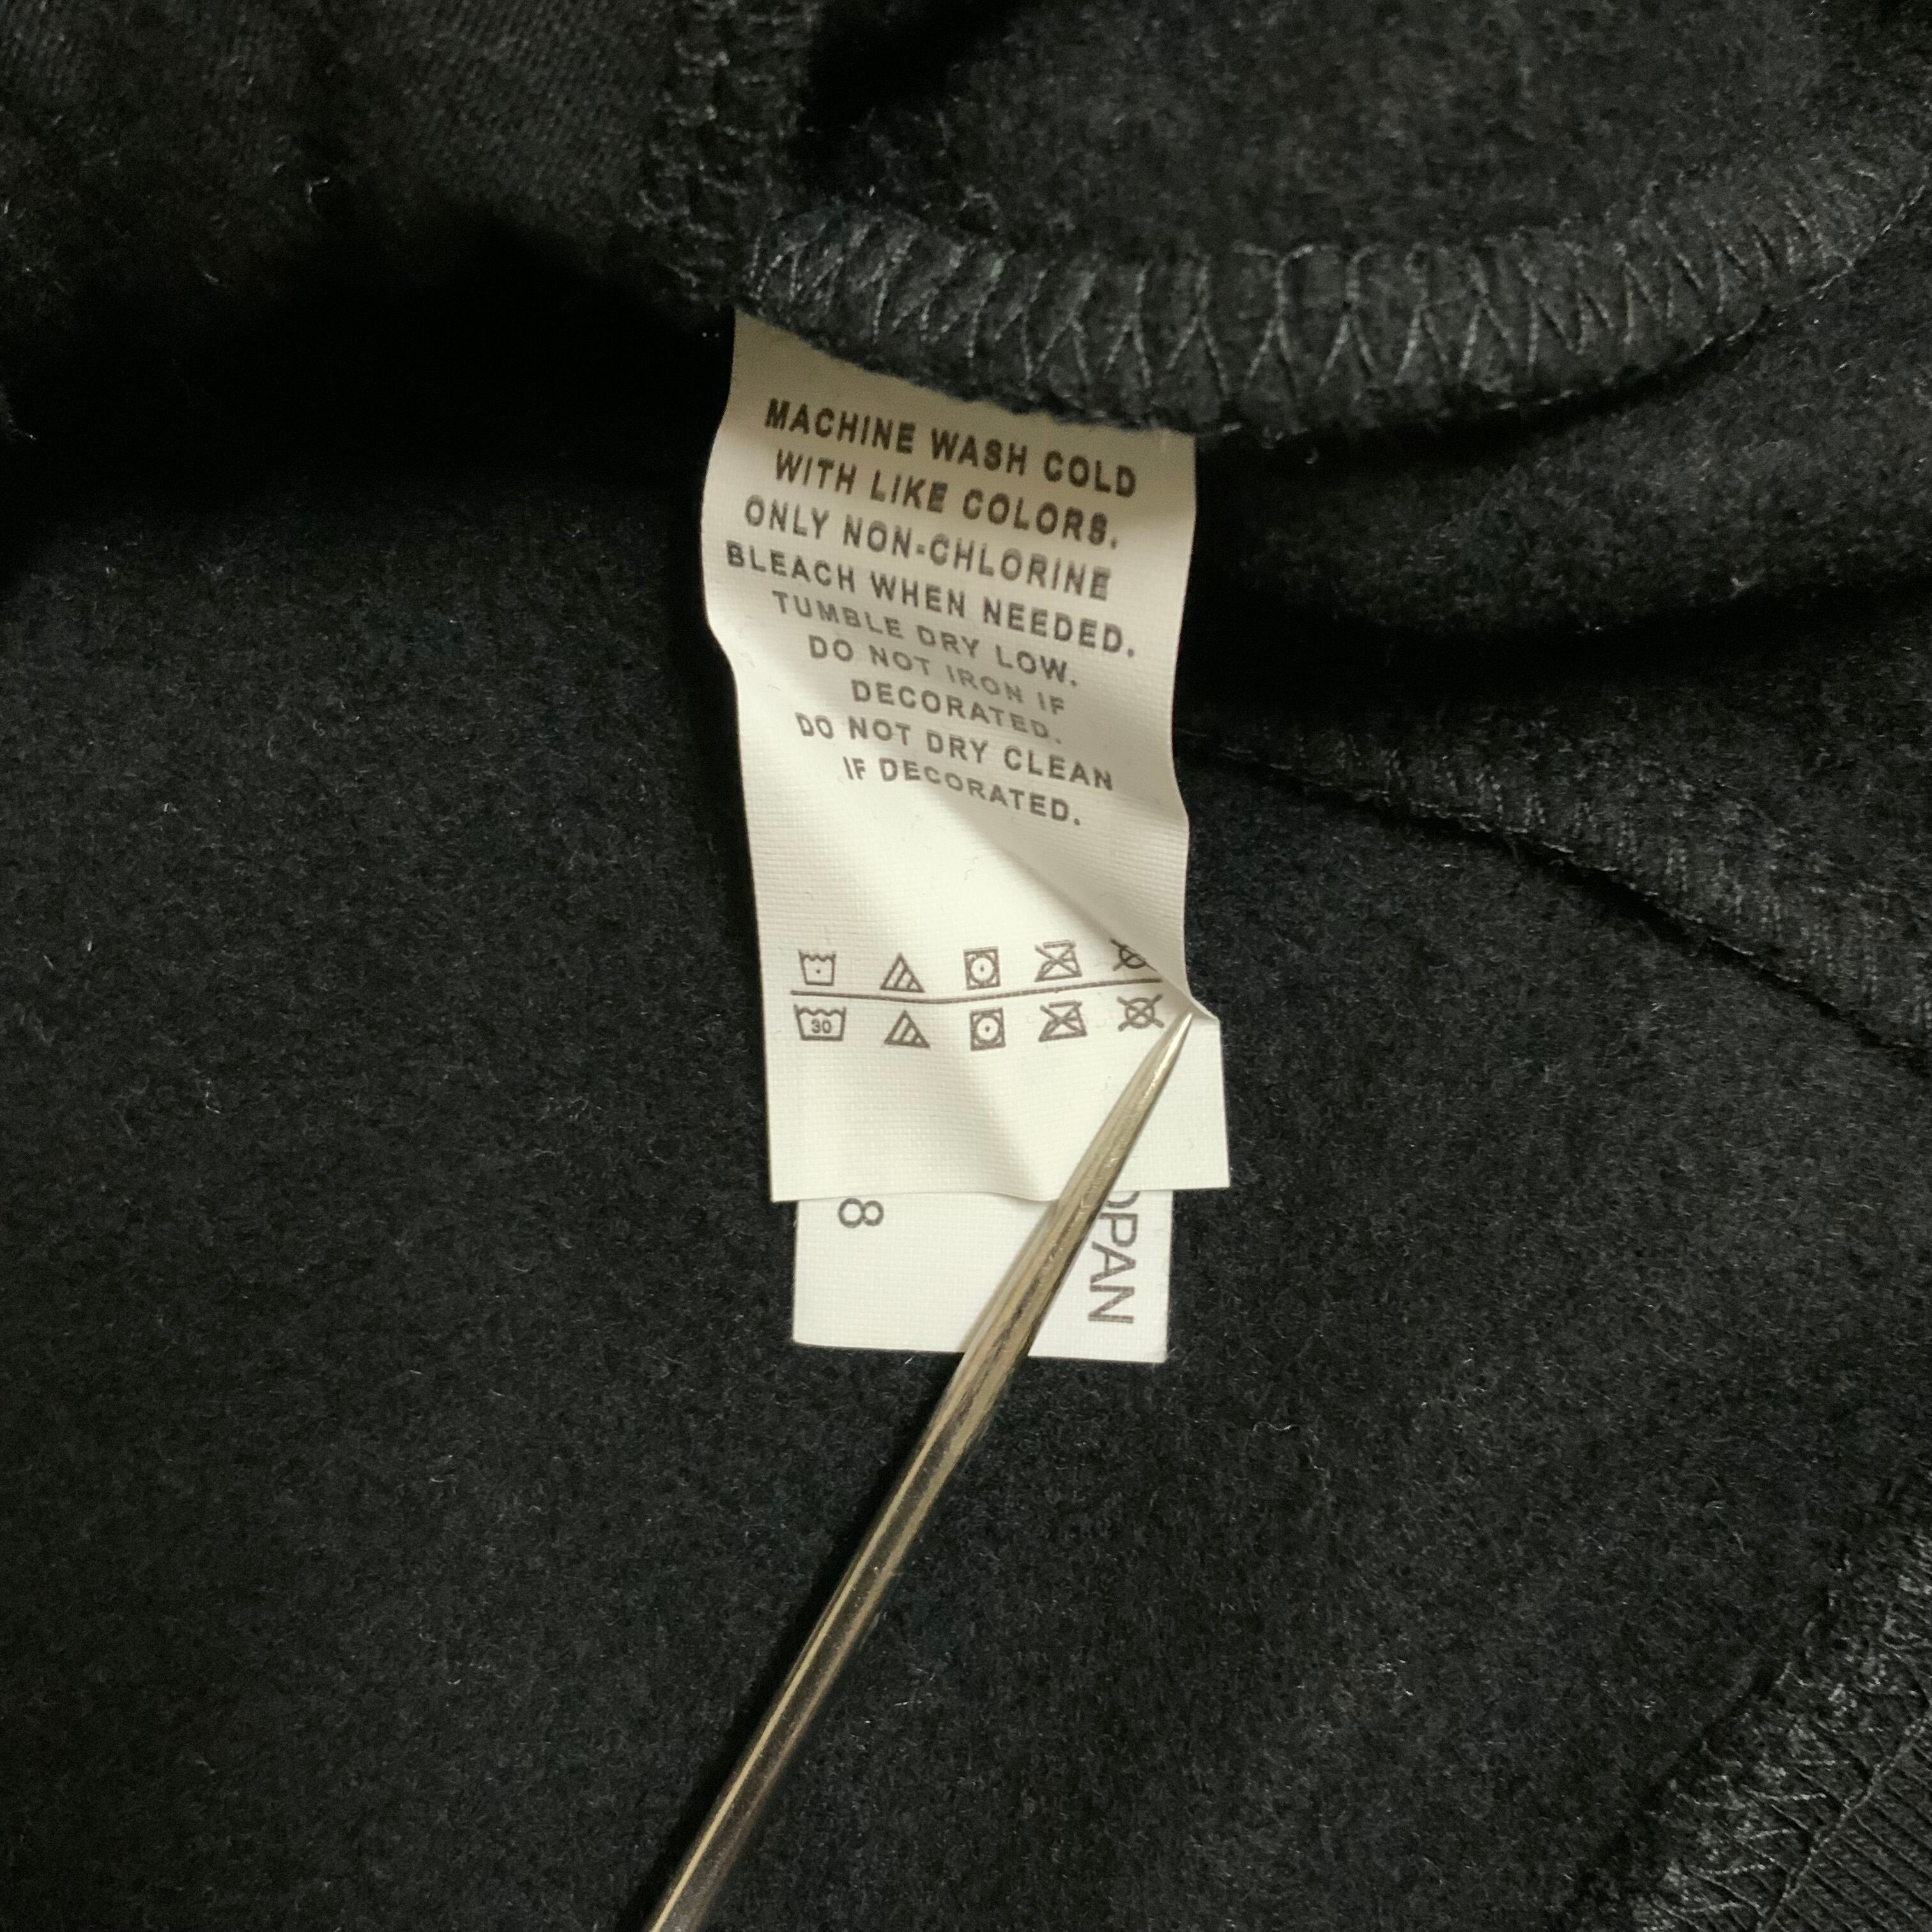 MACHINE WASH COLD
WITH LIKE COLORS.
ONLY NON-CHLORINE
BLEACH WHEN NEEDED.
TUMBLE DRY LOW.
DO NOT IRON IF
DECORATED.
DO NOT DRY CLEAN
IF DECORATED.
30
8